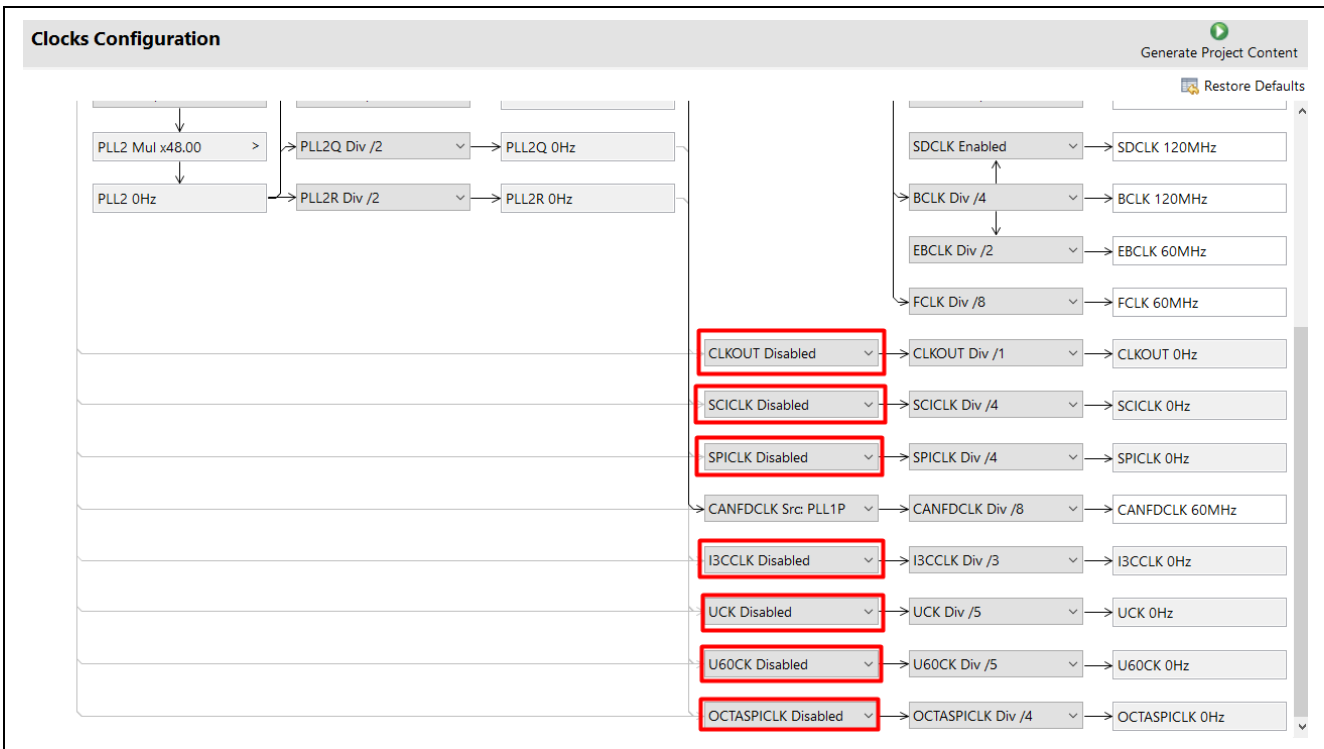 Clocks Configuration
Generate Project Content
Restore Defaults
PLL2 Mul x48.00 >
PLL2Q Div /2
PLL2Q 0Hz
SDCLK Enabled
SDCLK 120MHz
PLL2 0Hz
PLL2R Div /2
PLL2R 0Hz
BCLK Div /4
BCLK 120MHz
EBCLK Div /2
EBCLK 60MHz
FCLK Div /8
FCLK 60MHz
CLKOUT Disabled
CLKOUT Div /1
CLKOUT 0Hz
SCICLK Disabled
SCICLK Div /4
SCICLK 0Hz
SPICLK Disabled
SPICLK Div /4
SPICLK 0Hz
CANFDCLK Src: PLL1P
CANFDCLK Div /8
CANFDCLK 60MHz
I3CCLK Disabled
I3CCLK Div /3
I3CCLK 0Hz
UCK Disabled
UCK Div /5
UCK 0Hz
U60CK Disabled
U60CK Div /5
U60CK 0Hz
OCTASPICLK Disabled
OCTASPICLK Div /4
OCTASPICLK 0Hz